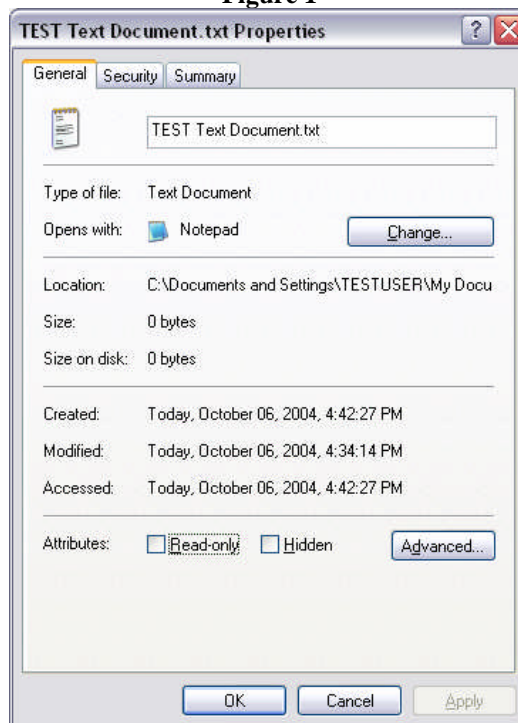 Figure 1
TEST Text Document.txt Properties
General Security Summary
TEST Text Document.txt
Type of file: Text Document
Opens with: Notepad Change...
Location: C:\Documents and Settings\TESTUSER\My Docu
Size: 0 bytes
Size on disk: 0 bytes
Created: Today, October 06, 2004, 4:42:27 PM
Modified: Today, October 06, 2004, 4:34:14 PM
Accessed: Today, October 06, 2004, 4:42:27 PM
Attributes: Read-only Hidden Advanced...
OK Cancel Apply